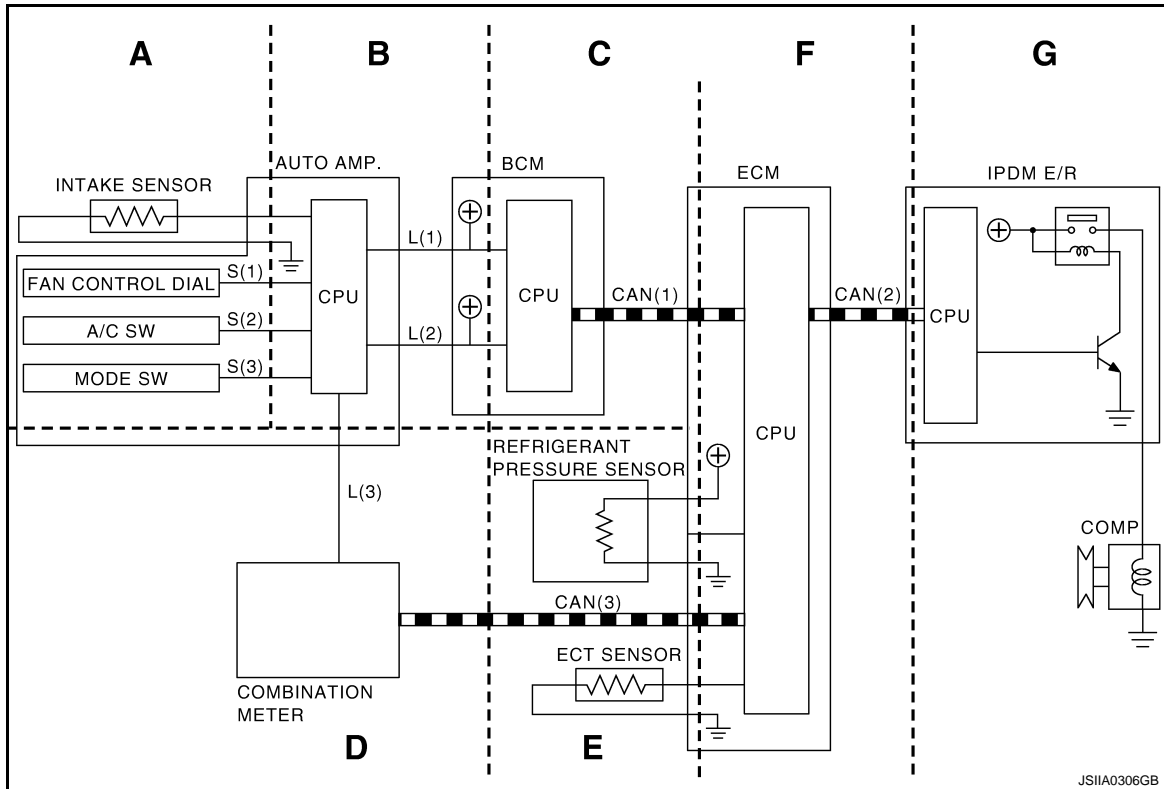 A
B
C
F
G
AUTO AMP.
BCM
ECM
IPDM E/R
INTAKE SENSOR
L(1)
S(1)
FAN CONTROL DIAL
CPU
CPU
CAN(1)
CAN(2)
CPU
S(2)
A/C SW
L(2)
S(3)
MODE SW
CPU
REFRIGERANT
PRESSURE SENSOR
L(3)
COMP
CAN(3)
ECT SENSOR
COMBINATION
METER
D
E
JSIIA0306GB